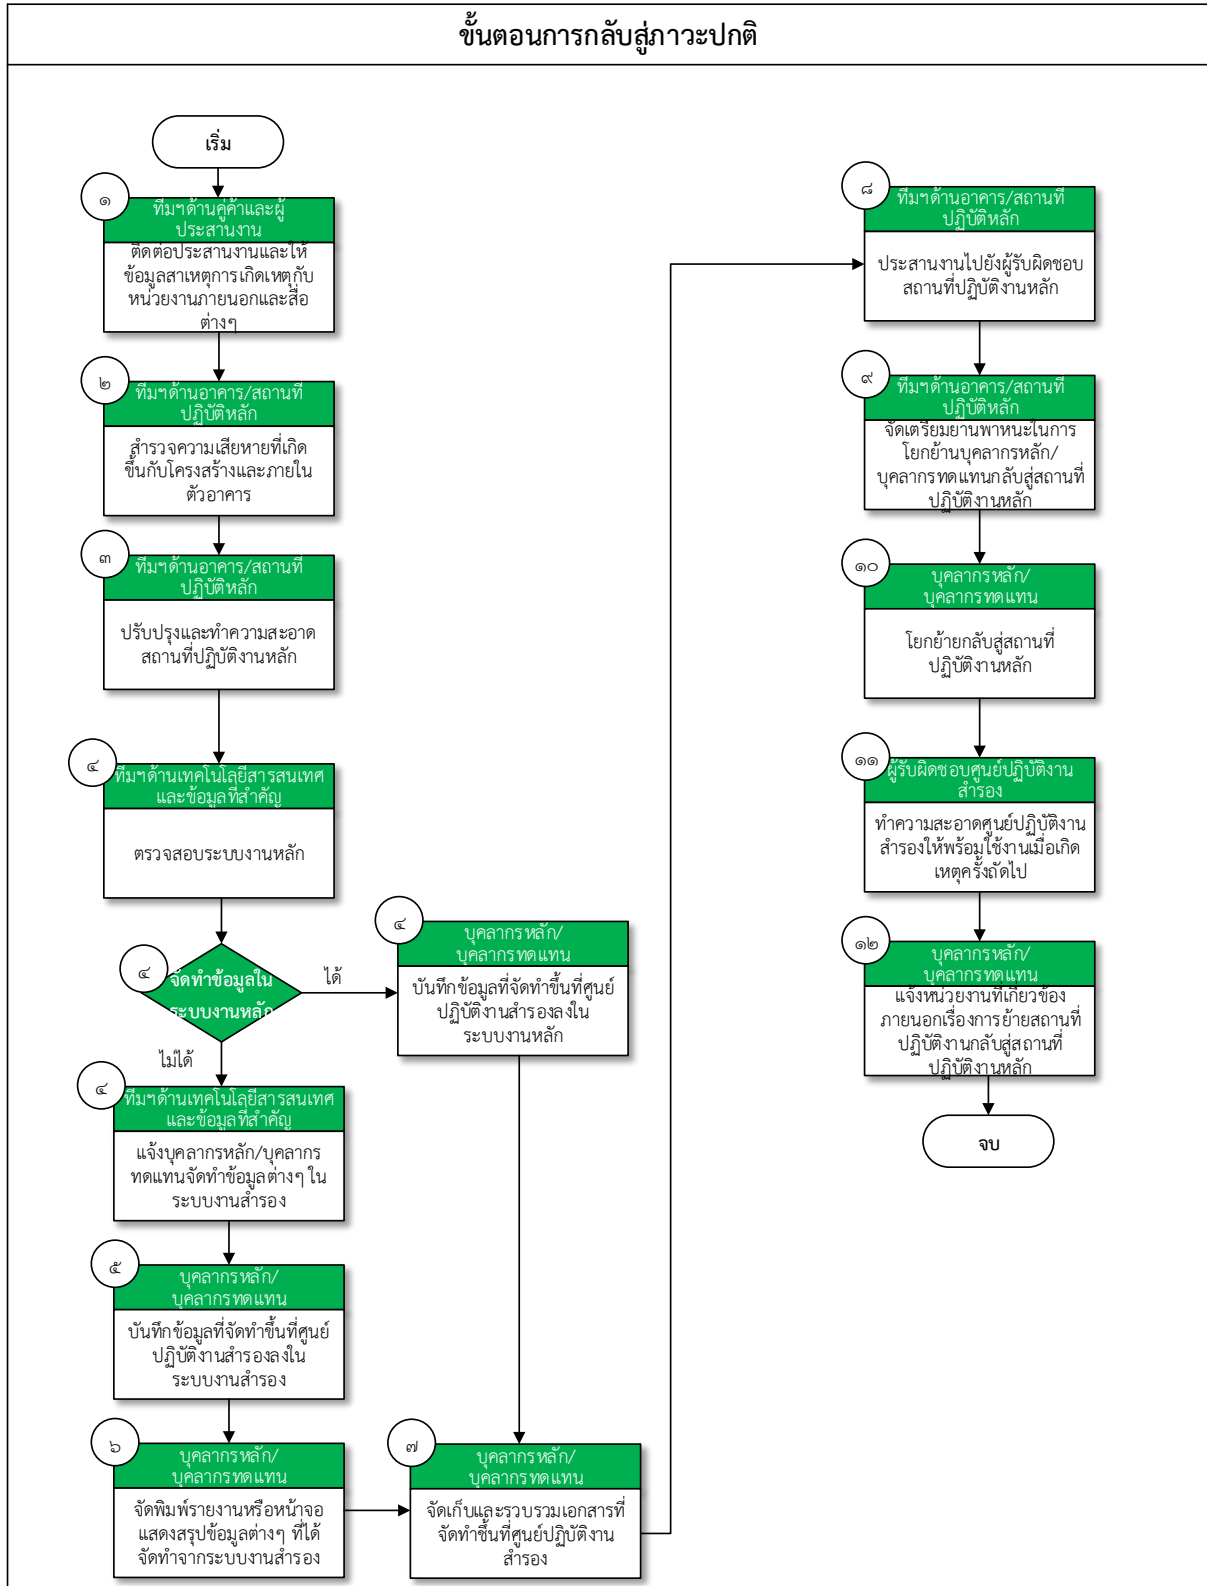 ขั้นตอนการกลับสู่ภาวะปกติ
เริ่ม
๑
ทีมฯด้านคู่ค้าและผู้
ประสานงาน
ติดต่อประสานงานและให้
ข้อมูลสาเหตุการเกิดเหตุกับ
หน่วยงานภายนอกและสื่อ
ต่างๆ
๒
ทีมฯด้านอาคาร/สถานที่
ปฏิบัติหลัก
สำรวจความเสียหายที่เกิด
ขึ้นกับโครงสร้างและภายใน
ตัวอาคาร
๓
ทีมฯด้านอาคาร/สถานที่
ปฏิบัติหลัก
ปรับปรุงและทำความสะอาด
สถานที่ปฏิบัติงานหลัก
๔
ทีมฯด้านเทคโนโลยีสารสนเทศ
และข้อมูลที่สำคัญ
ตรวจสอบระบบงานหลัก
๔
จัดทำข้อมูลใน
ระบบงานหลัก
ได้
ไม่ได้
๔
บุคลากรหลัก/
บุคลากรทดแทน
บันทึกข้อมูลที่จัดทำขึ้นที่ศูนย์
ปฏิบัติงานสำรองลงใน
ระบบงานหลัก
๔
ทีมฯด้านเทคโนโลยีสารสนเทศ
และข้อมูลที่สำคัญ
แจ้งบุคลากรหลัก/บุคลากร
ทดแทนจัดทำข้อมูลต่างๆ ใน
ระบบงานสำรอง
๕
บุคลากรหลัก/
บุคลากรทดแทน
บันทึกข้อมูลที่จัดทำขึ้นที่ศูนย์
ปฏิบัติงานสำรองลงใน
ระบบงานสำรอง
๖
บุคลากรหลัก/
บุคลากรทดแทน
จัดพิมพ์รายงานหรือหน้าจอ
แสดงสรุปข้อมูลต่างๆ ที่ได้
จัดทำจากระบบงานสำรอง
๗
บุคลากรหลัก/
บุคลากรทดแทน
จัดเก็บและรวบรวมเอกสารที่
จัดทำขึ้นที่ศูนย์ปฏิบัติงาน
สำรอง
๘
ทีมฯด้านอาคาร/สถานที่
ปฏิบัติหลัก
ประสานงานไปยังผู้รับผิดชอบ
สถานที่ปฏิบัติงานหลัก
๙
ทีมฯด้านอาคาร/สถานที่
ปฏิบัติหลัก
จัดเตรียมยานพาหนะในการ
โยกย้านบุคลากรหลัก/
บุคลากรทดแทนกลับสู่สถานที่
ปฏิบัติงานหลัก
๑๐
บุคลากรหลัก/
บุคลากรทดแทน
โยกย้ายกลับสู่สถานที่
ปฏิบัติงานหลัก
๑๑
ผู้รับผิดชอบศูนย์ปฏิบัติงาน
สำรอง
ทำความสะอาดศูนย์ปฏิบัติงาน
สำรองให้พร้อมใช้งานเมื่อเกิด
เหตุครั้งถัดไป
๑๒
บุคลากรหลัก/
บุคลากรทดแทน
แจ้งหน่วยงานที่เกี่ยวข้อง
ภายนอกเรื่องการย้ายสถานที่
ปฏิบัติงานกลับสู่สถานที่
ปฏิบัติงานหลัก
จบ